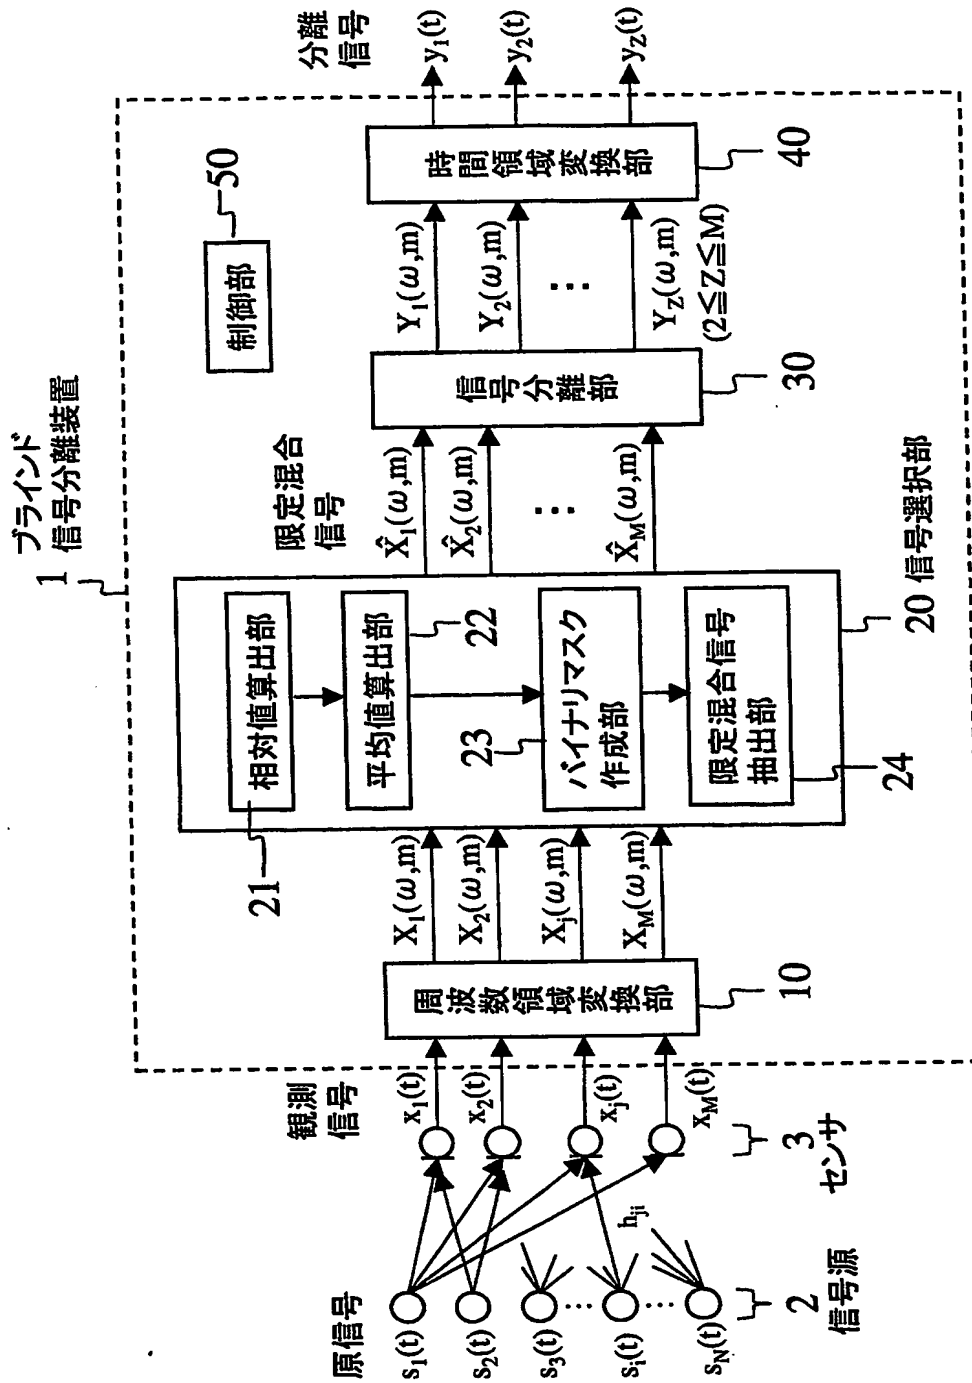 ブラインド
信号分離装置
1
原信号
s1(t)
s2(t)
s3(t)
si(t)
sN(t)
2
信号源
hji
観測
信号
x1(t)
x2(t)
xj(t)
xM(t)
3
センサ
周波数領域変換部
10
X1(ω,m)
X2(ω,m)
Xj(ω,m)
XM(ω,m)
相対値算出部
21
平均値算出部
22
バイナリマスク
作成部
23
限定混合信号
抽出部
24
20 信号選択部
限定混合
信号
X̂1(ω,m)
X̂2(ω,m)
X̂M(ω,m)
信号分離部
30
制御部
50
Y1(ω,m)
Y2(ω,m)
YZ(ω,m)
(2≦Z≦M)
時間領域変換部
40
分離
信号
y1(t)
y2(t)
yZ(t)